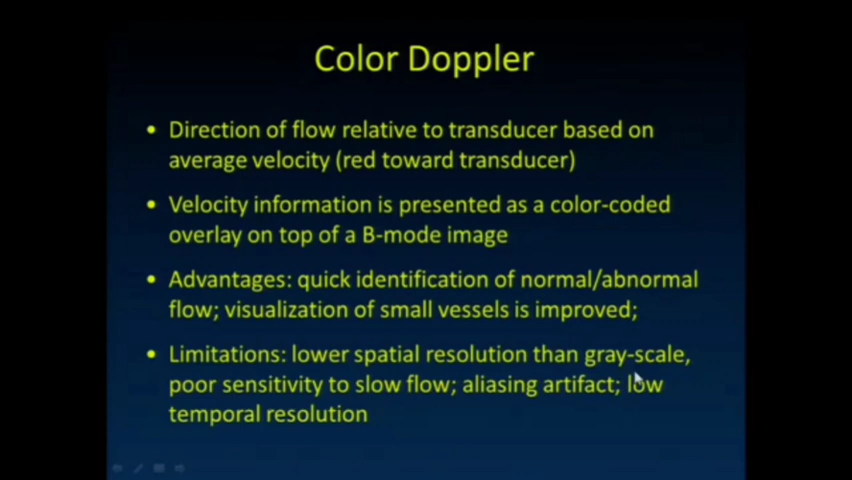 Color Doppler
• Direction of flow relative to transducer based on
average velocity (red toward transducer)
• Velocity information is presented as a color-coded
overlay on top of a B-mode image
• Advantages: quick identification of normal/abnormal
flow; visualization of small vessels is improved;
• Limitations: lower spatial resolution than gray-scale,
poor sensitivity to slow flow; aliasing artifact; low
temporal resolution